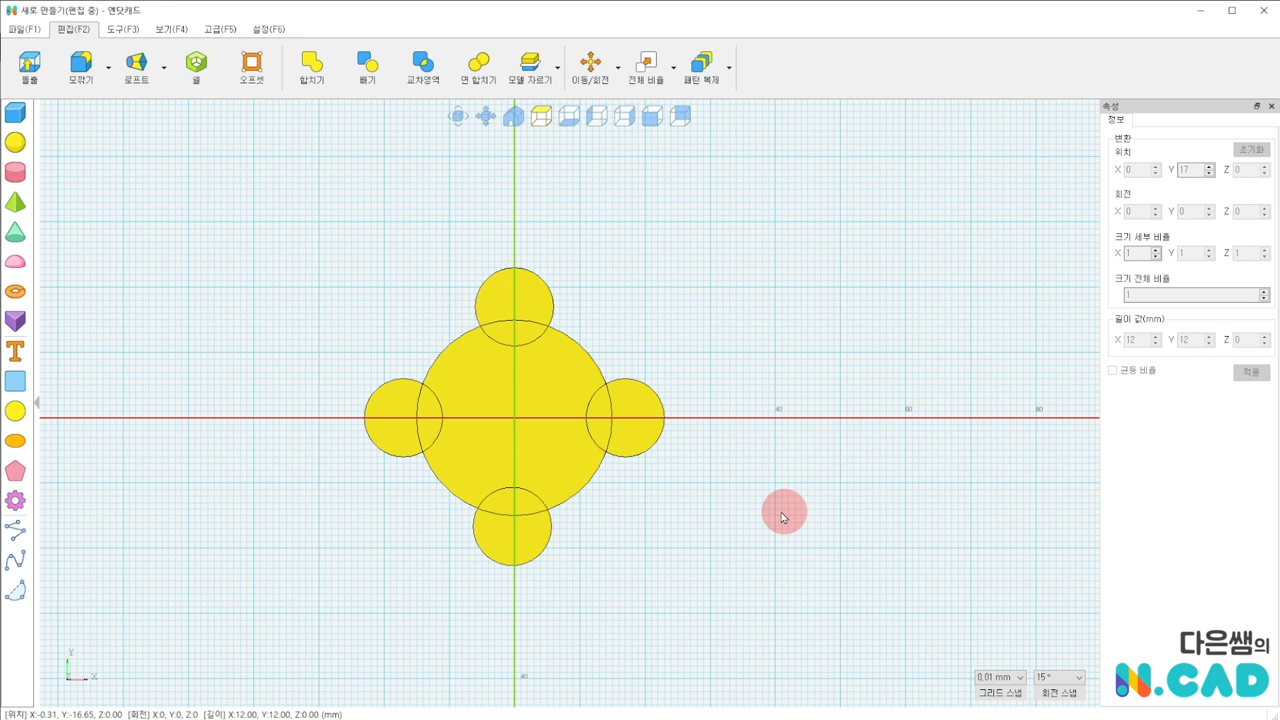 새로 만들기(편집 중) - 엔닷캐드
파일(F1) 편집(F2) 도구(F3) 보기(F4) 고급(F5) 설정(F6)
돌출 모깎기 로프트 쉘 오프셋 합치기 빼기 교차영역 면 합치기 모델 자르기 이동/회전 전체 비율 패턴 복제
속성
정보
변환
위치 초기화
X 0 Y 17 Z 0
회전
X 0 Y 0 Z 0
크기 세부 비율
X 1 Y 1 Z 1
크기 전체 비율
1
길이 값(mm)
X 12 Y 12 Z 0
균등 비율 적용
40 60 80
40
Y
Z X
0,01 mm 15°
그리드 스냅 회전 스냅
다은쌤의
N.CAD
[위치] X:-0.31, Y:-16.65, Z:0.00 [회전] X:0, Y:0, Z:0 [길이] X:12.00, Y:12.00, Z:0.00 (mm)